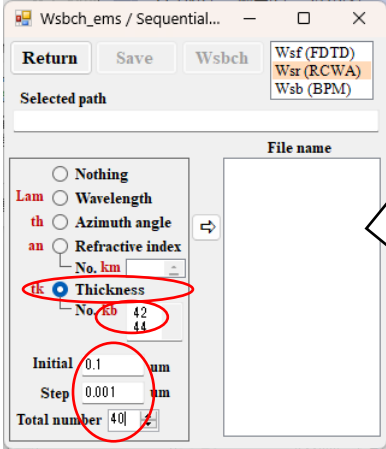 Wsbch_ems / Sequential...
Return Save Wsbch
Wsf (FDTD)
Wsr (RCWA)
Wsb (BPM)
Selected path
File name
Nothing
Lam Wavelength
th Azimuth angle
an Refractive index
No. km
tk Thickness
No. kb 42
44
Initial 0.1 um
Step 0.001 um
Total number 40